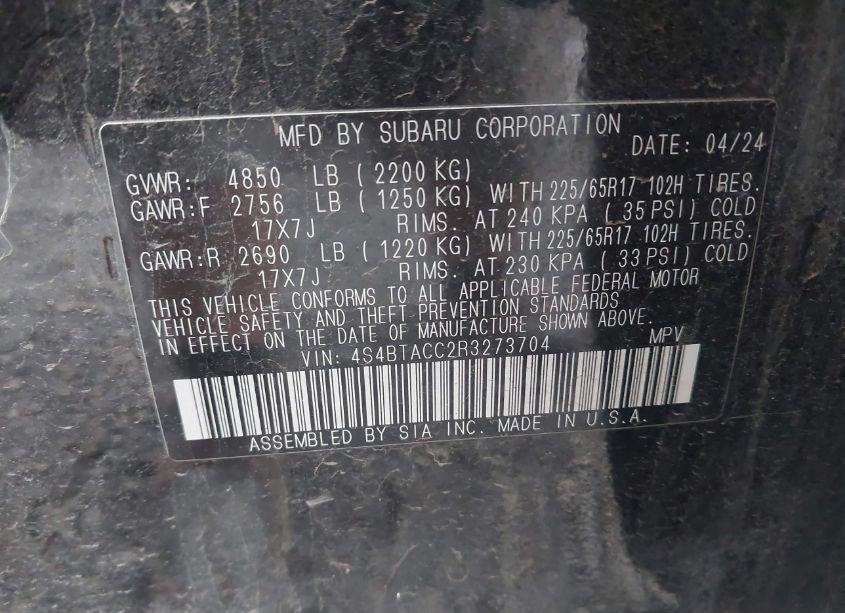 MFD BY SUBARU CORPORATION DATE: 04/24
GVWR: 4850 LB (2200 KG)
GAWR:F 2756 LB (1250 KG) WITH 225/65R17 102H TIRES.
17X7J RIMS. AT 240 KPA (35 PSI) COLD
GAWR:R 2690 LB (1220 KG) WITH 225/65R17 102H TIRES.
17X7J RIMS. AT 230 KPA (33 PSI) COLD
THIS VEHICLE CONFORMS TO ALL APPLICABLE FEDERAL MOTOR
VEHICLE SAFETY AND THEFT PREVENTION STANDARDS
IN EFFECT ON THE DATE OF MANUFACTURE SHOWN ABOVE.
VIN: 4S4BTACC2R3273704 MPV
ASSEMBLED BY SIA INC. MADE IN U.S.A.